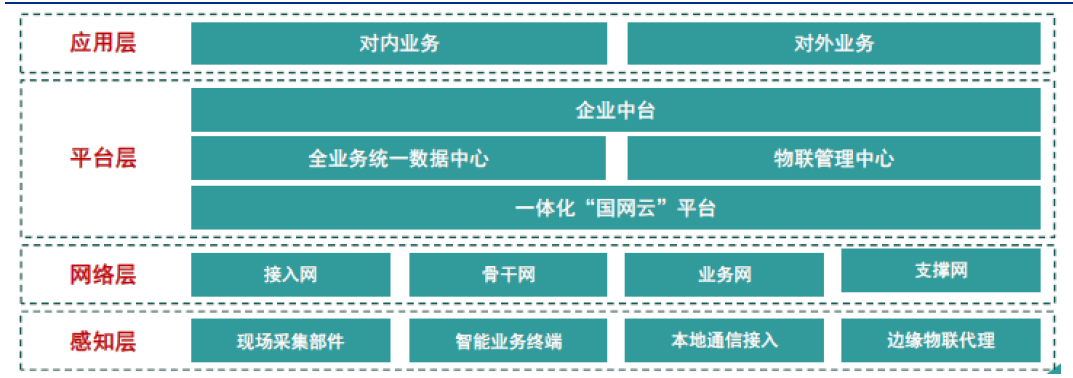 应用层
对内业务
对外业务
平台层
企业中台
全业务统一数据中心
物联管理中心
一体化“国网云”平台
网络层
接入网
骨干网
业务网
支撑网
感知层
现场采集部件
智能业务终端
本地通信接入
边缘物联代理